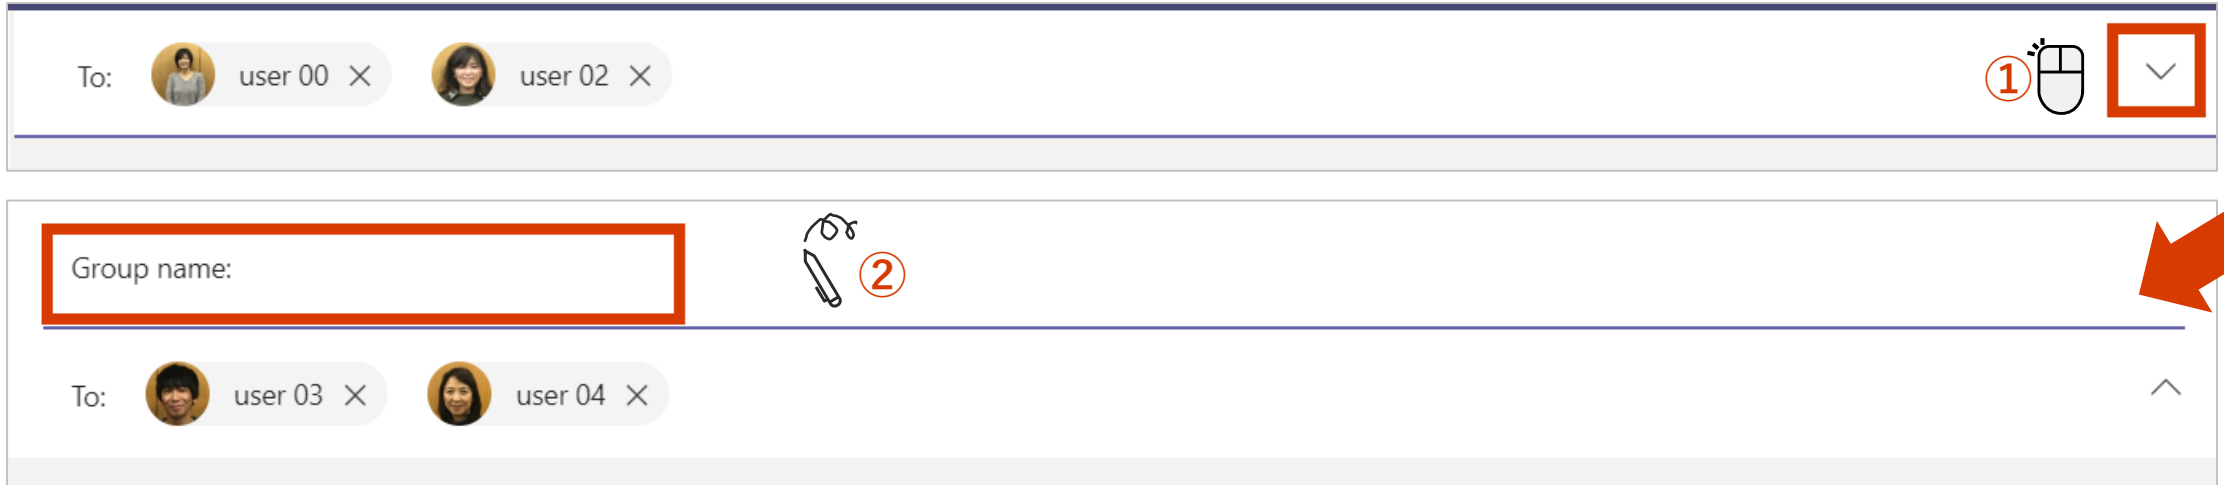 To: user 00 user 02 ①
Group name: ②
To: user 03 user 04